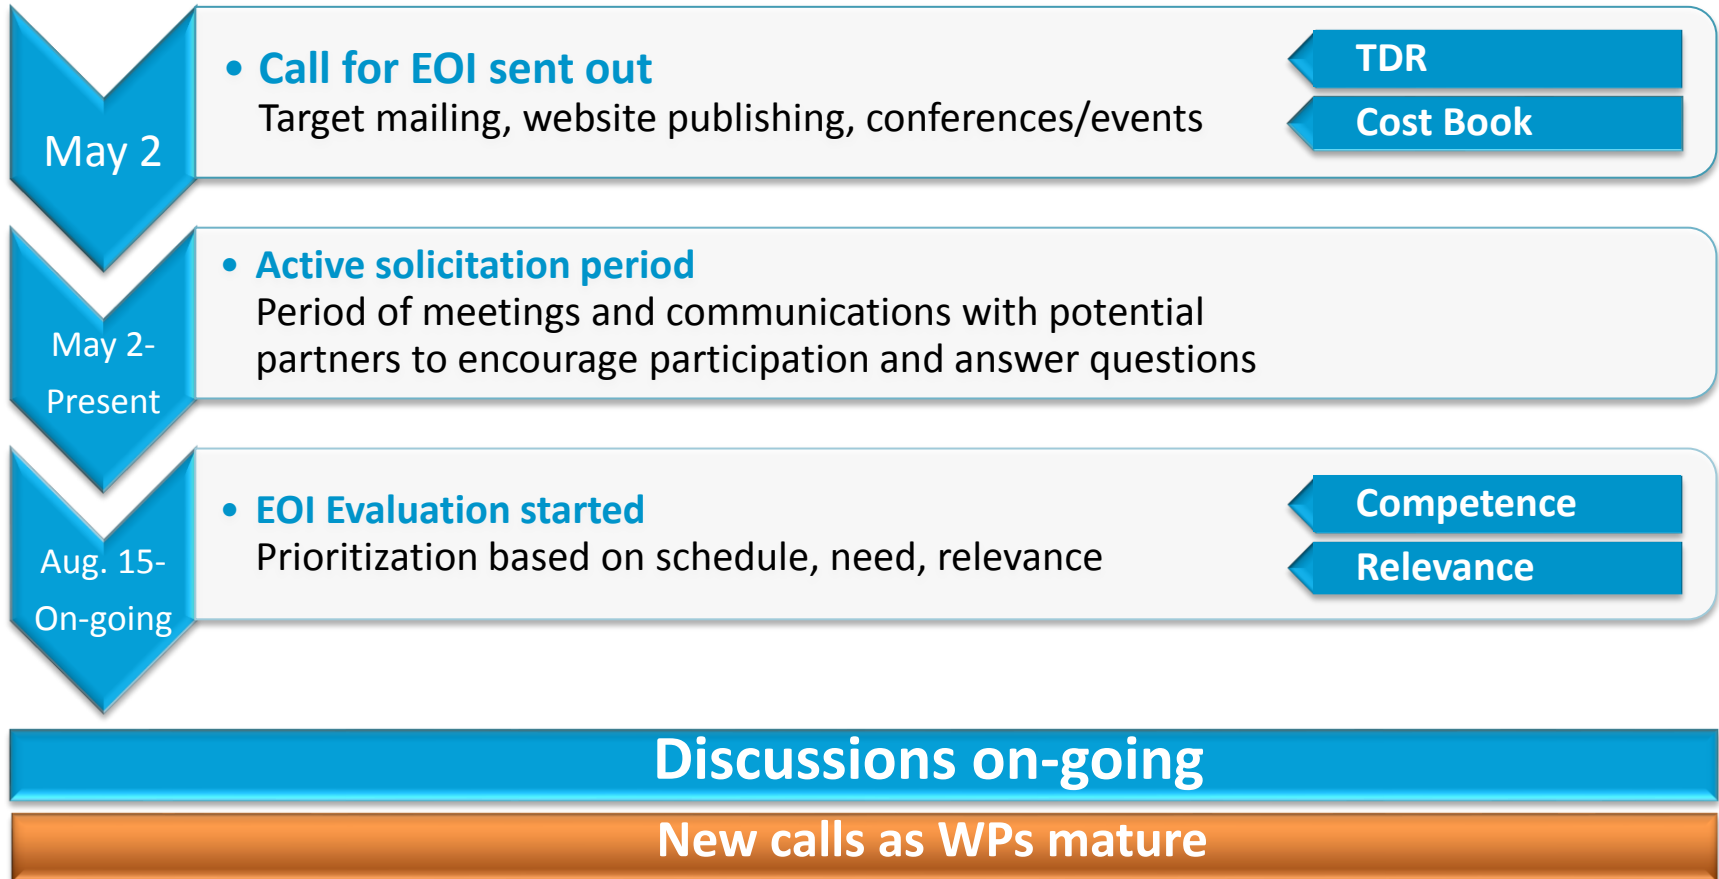 May 2
• Call for EOI sent out
Target mailing, website publishing, conferences/events
TDR
Cost Book
May 2-
Present
• Active solicitation period
Period of meetings and communications with potential
partners to encourage participation and answer questions
Aug. 15-
On-going
• EOI Evaluation started
Prioritization based on schedule, need, relevance
Competence
Relevance
Discussions on-going
New calls as WPs mature